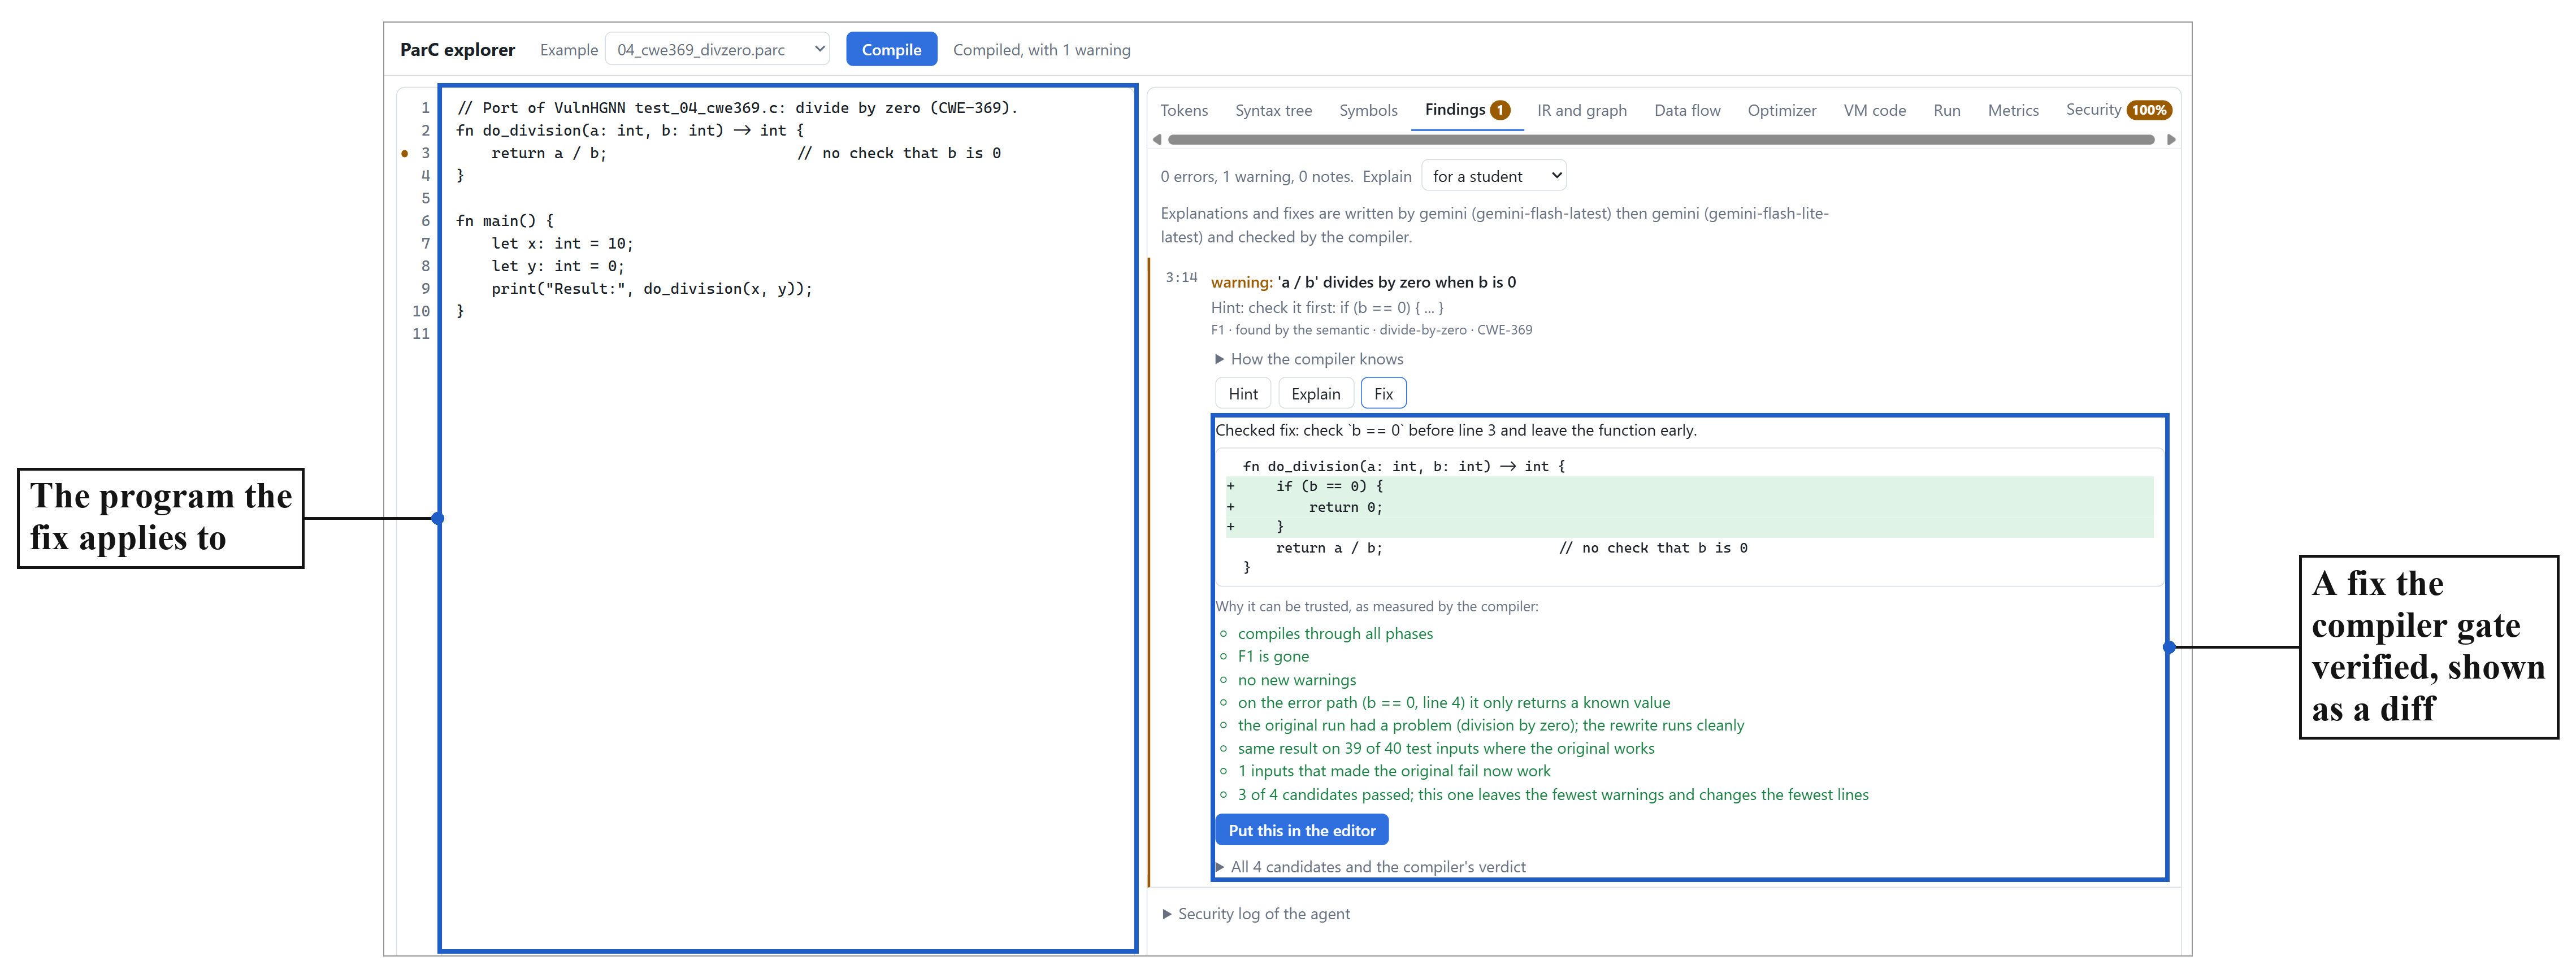 ParC explorer Example 04_cwe369_divzero.parc Compile Compiled, with 1 warning
1 // Port of VulnHGNN test_04_cwe369.c: divide by zero (CWE-369).
2 fn do_division(a: int, b: int) -> int {
3 return a / b; // no check that b is 0
4 }
5
6 fn main() {
7 let x: int = 10;
8 let y: int = 0;
9 print("Result:", do_division(x, y));
10 }
11
Tokens Syntax tree Symbols Findings 1 IR and graph Data flow Optimizer VM code Run Metrics Security 100%
0 errors, 1 warning, 0 notes. Explain for a student
Explanations and fixes are written by gemini (gemini-flash-latest) then gemini (gemini-flash-lite-
latest) and checked by the compiler.
3:14 warning: 'a / b' divides by zero when b is 0
Hint: check it first: if (b == 0) { ... }
F1 · found by the semantic · divide-by-zero · CWE-369
▶ How the compiler knows
Hint Explain Fix
Checked fix: check `b == 0` before line 3 and leave the function early.
fn do_division(a: int, b: int) -> int {
+ if (b == 0) {
+ return 0;
+ }
return a / b; // no check that b is 0
}
Why it can be trusted, as measured by the compiler:
compiles through all phases
F1 is gone
no new warnings
on the error path (b == 0, line 4) it only returns a known value
the original run had a problem (division by zero); the rewrite runs cleanly
same result on 39 of 40 test inputs where the original works
1 inputs that made the original fail now work
3 of 4 candidates passed; this one leaves the fewest warnings and changes the fewest lines
Put this in the editor
▶ All 4 candidates and the compiler's verdict
▶ Security log of the agent
The program the
fix applies to
A fix the
compiler gate
verified, shown
as a diff